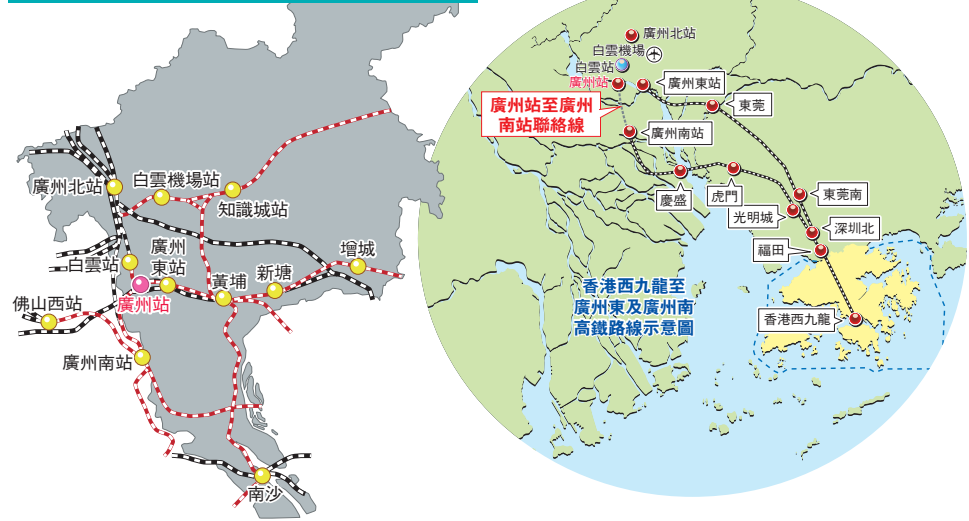 廣州北站
白雲機場站
知識城站
白雲站
廣州
東站
廣州站
佛山西站
黃埔
新塘
增城
廣州南站
南沙
廣州北站
白雲機場
白雲站
廣州站
廣州東站
東莞
廣州站至廣州
南站聯絡線
廣州南站
慶盛
虎門
東莞南
光明城
深圳北
福田
香港西九龍
香港西九龍至
廣州東及廣州南
高鐵路線示意圖